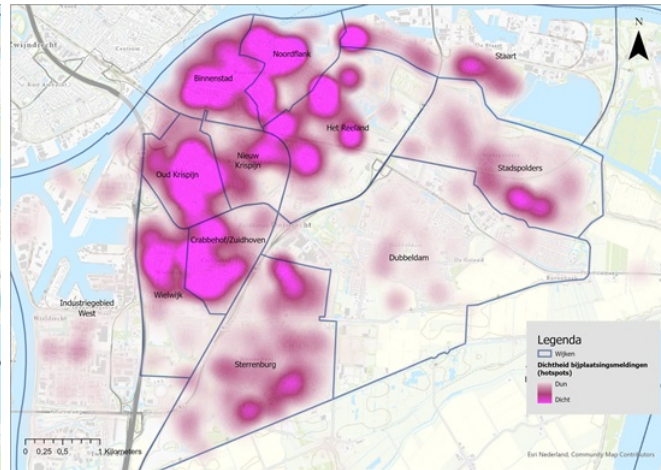 wijndrecht
N
Noordflank
Staart
Binnenstad
Het Reeland
Nieuw
Krispijn
Oud Krispijn
Stadspolders
Crabbehof/Zuidhoven
Dubbeldam
Wielwijk
Industriegebied
West
Sterrenburg
Legenda
Wijken
Dichtheid bijplaatsingsmeldingen
(hotspots)
Dun
Dicht
0 0,25 0,5 1 Kilometers
Esri Nederland, Community Map Contributors